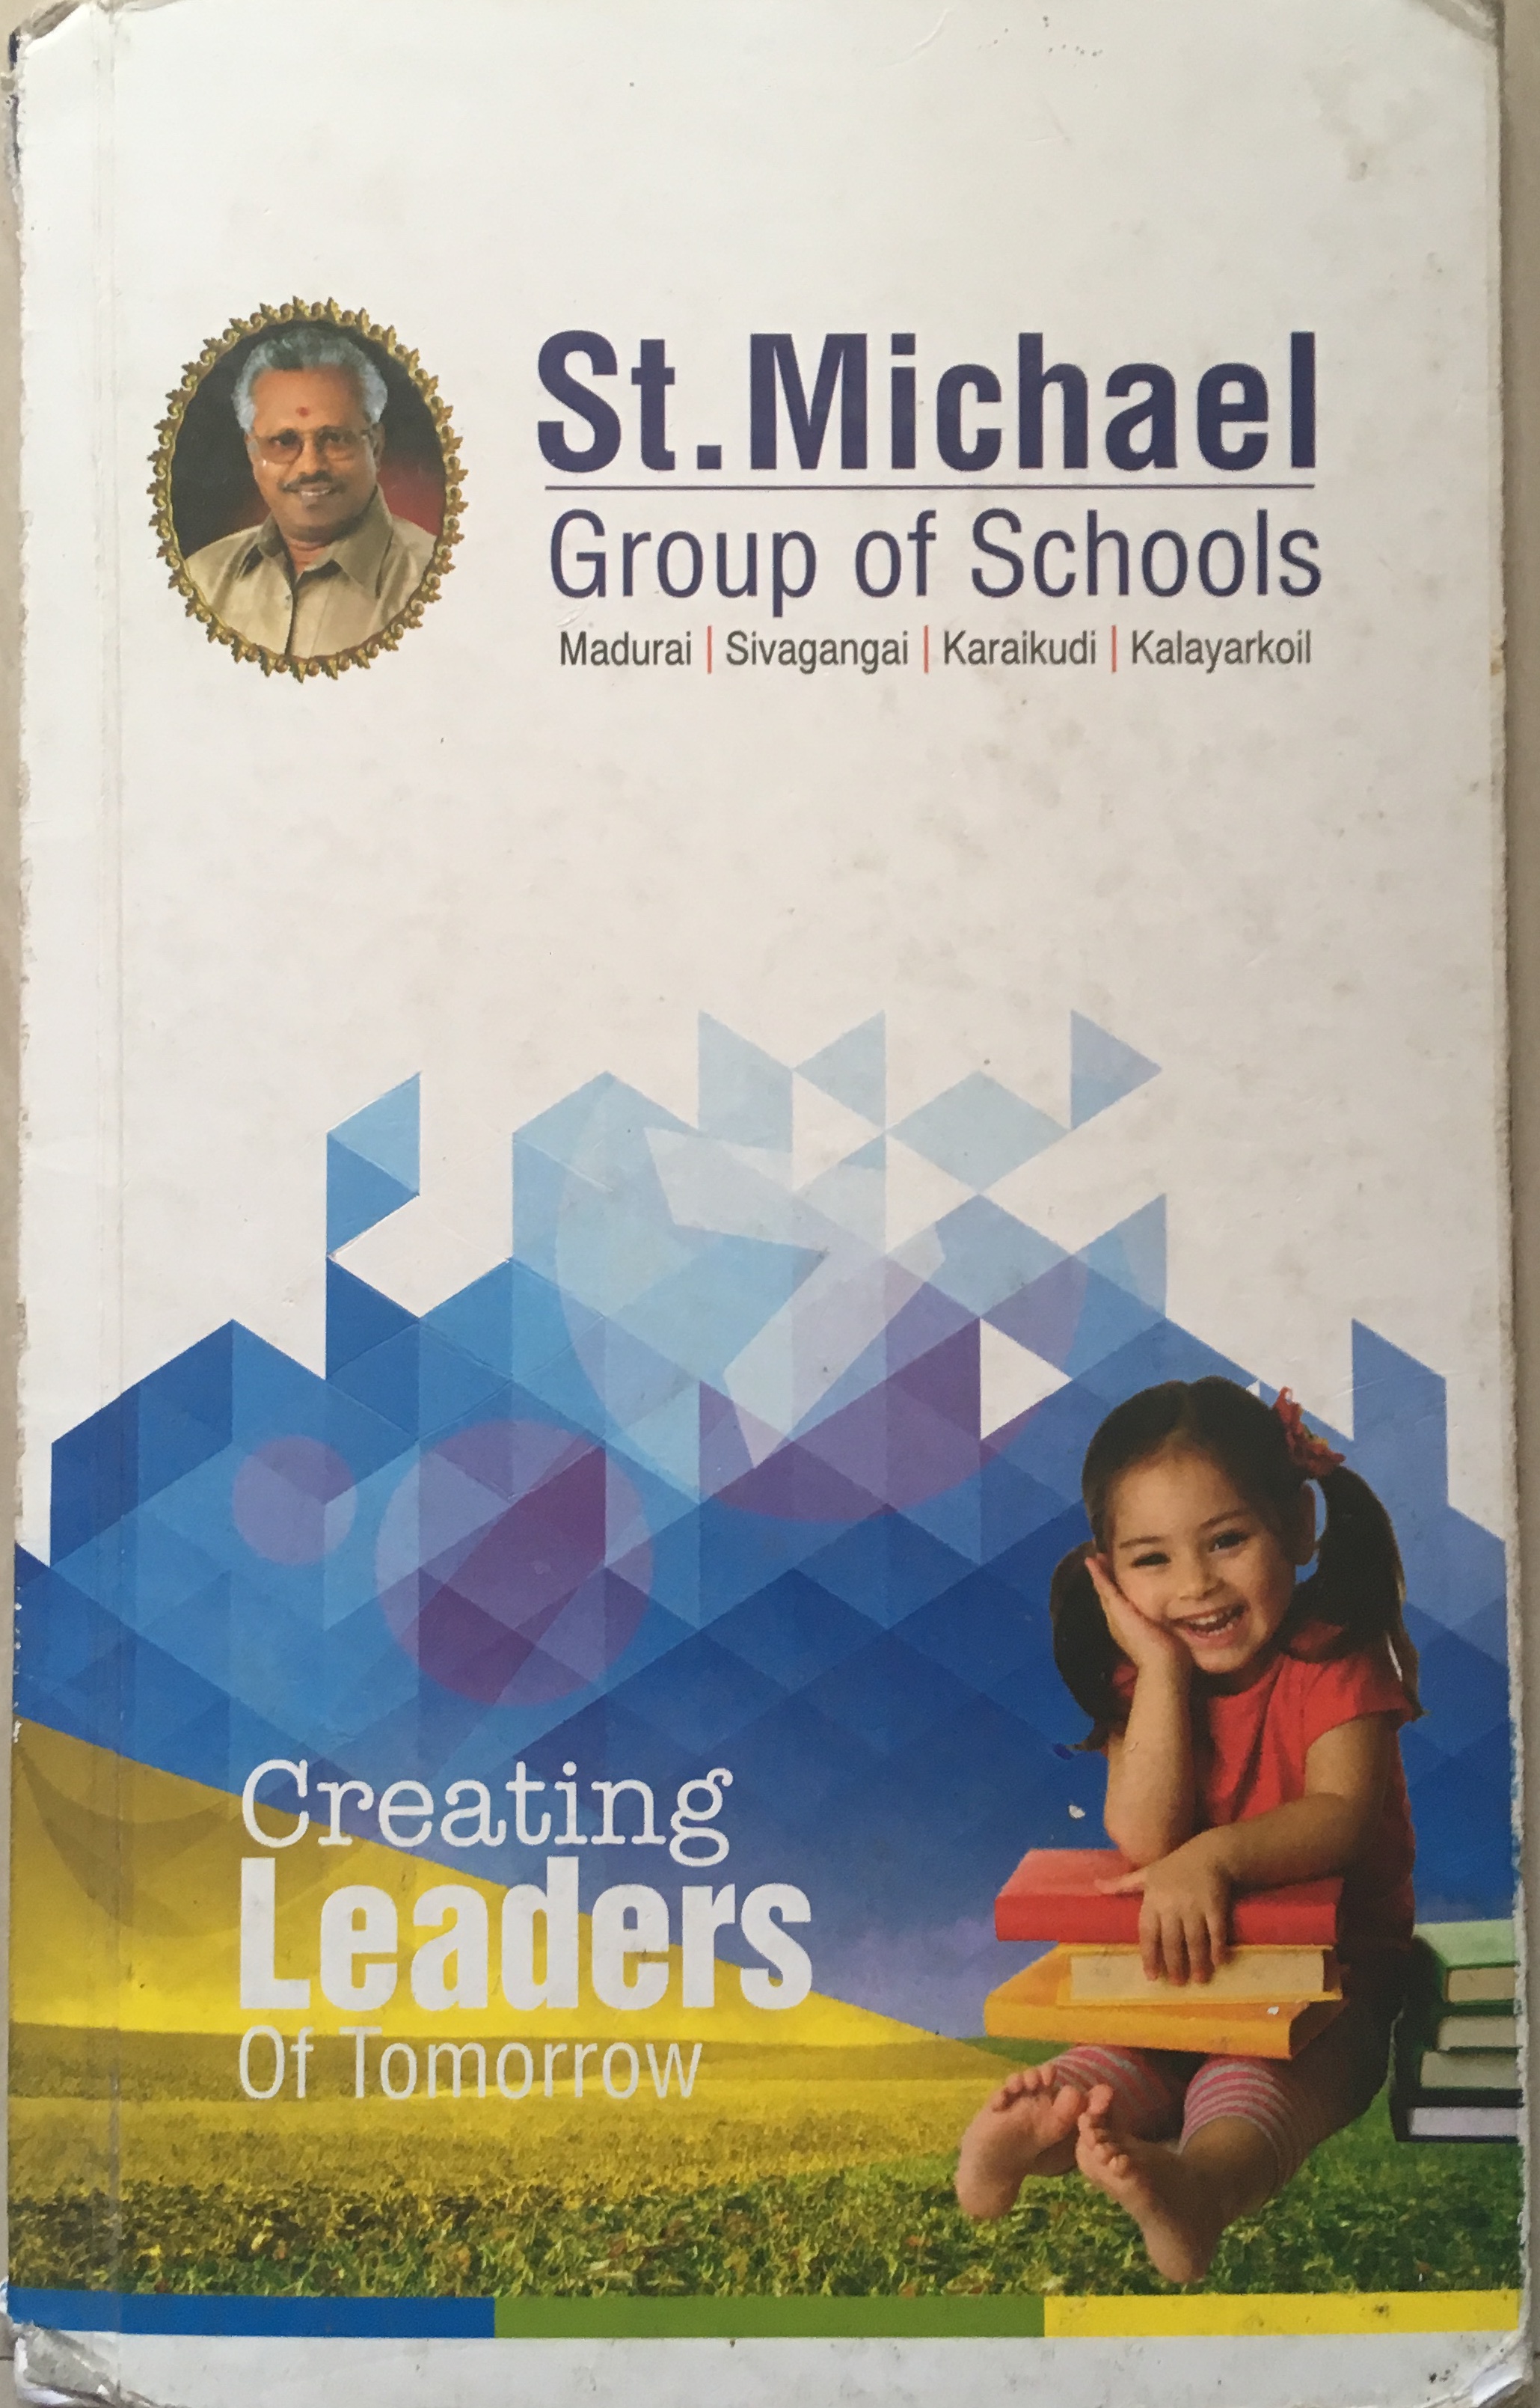 St. Michael
Group of Schools
Madurai | Sivagangai | Karaikudi | Kalayarkoil
Creating
Leaders
Of Tomorrow